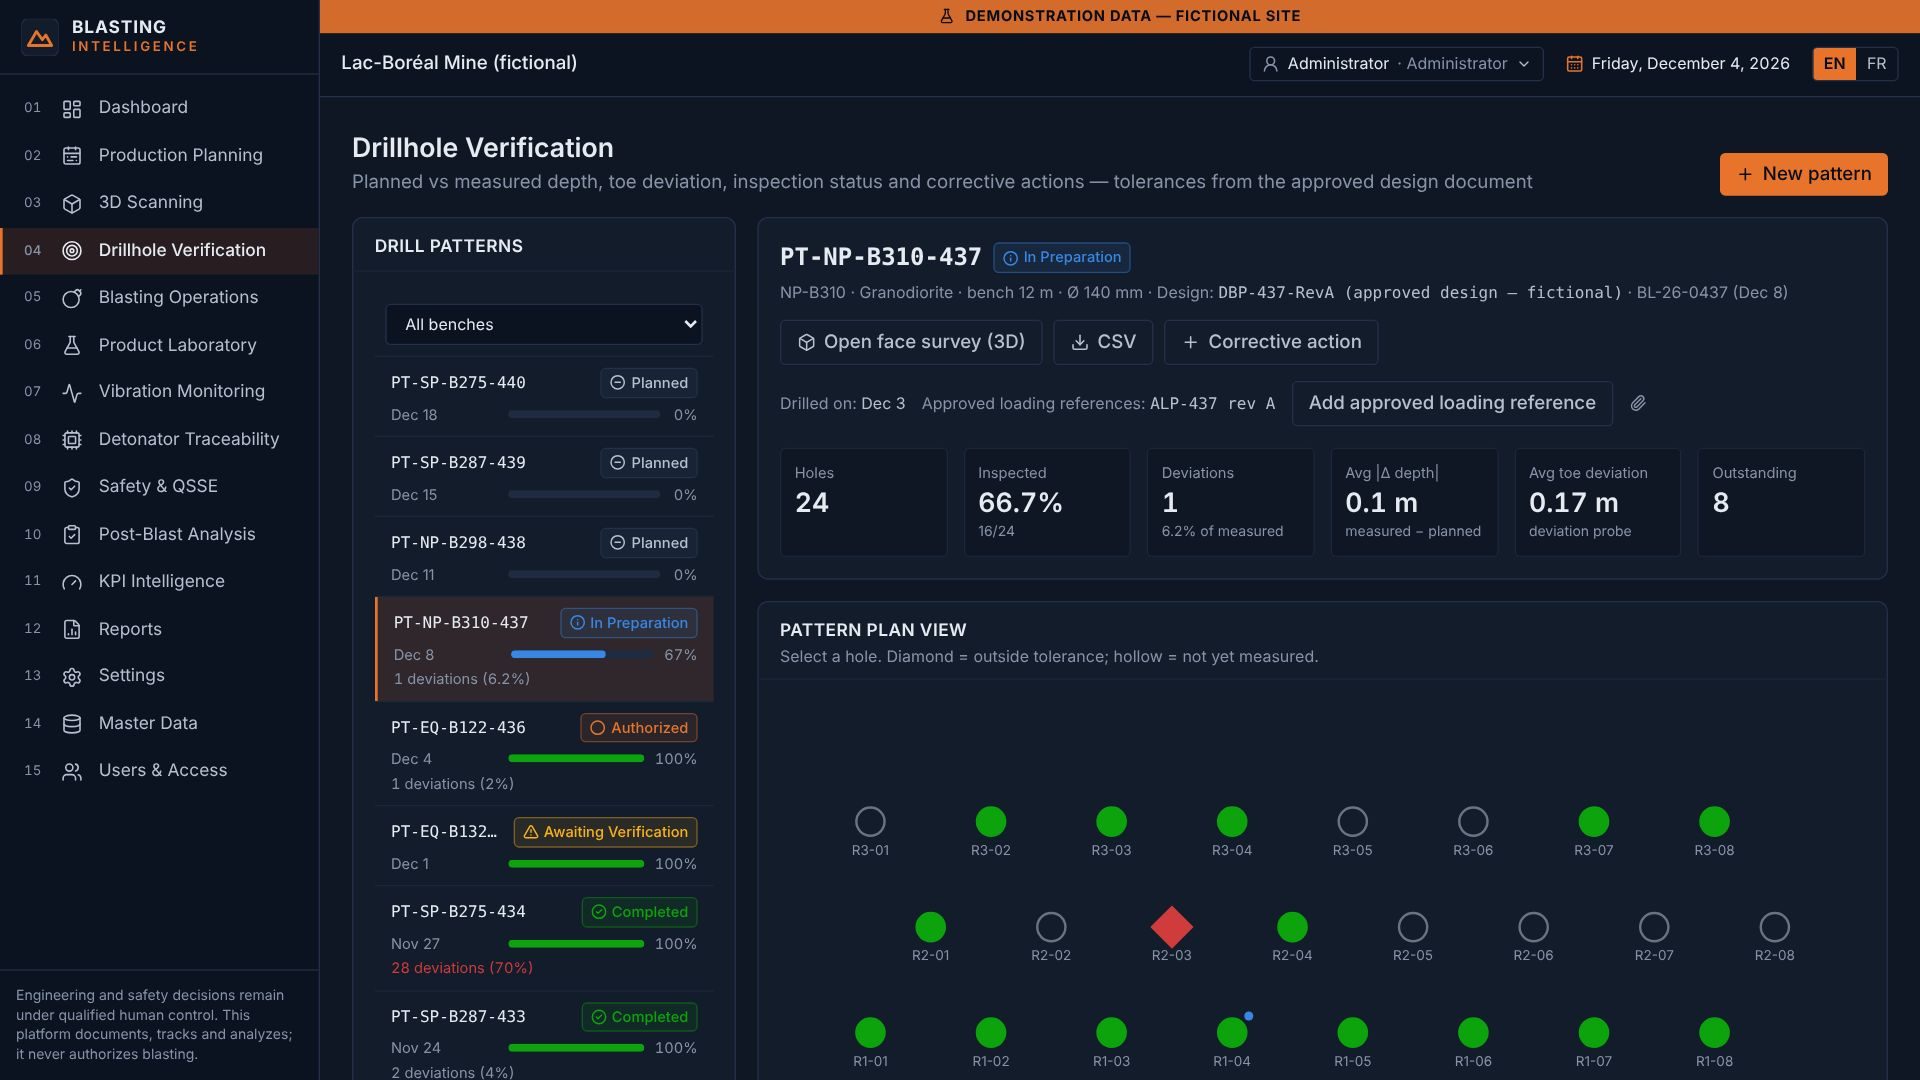 BLASTING
INTELLIGENCE
01 Dashboard
02 Production Planning
03 3D Scanning
04 Drillhole Verification
05 Blasting Operations
06 Product Laboratory
07 Vibration Monitoring
08 Detonator Traceability
09 Safety & QSSE
10 Post-Blast Analysis
11 KPI Intelligence
12 Reports
13 Settings
14 Master Data
15 Users & Access
Engineering and safety decisions remain
under qualified human control. This
platform documents, tracks and analyzes;
it never authorizes blasting.
DEMONSTRATION DATA — FICTIONAL SITE
Lac-Boréal Mine (fictional)
Administrator · Administrator
Friday, December 4, 2026
EN FR
Drillhole Verification
Planned vs measured depth, toe deviation, inspection status and corrective actions — tolerances from the approved design document
+ New pattern
DRILL PATTERNS
All benches
PT-SP-B275-440 Planned
Dec 18 0%
PT-SP-B287-439 Planned
Dec 15 0%
PT-NP-B298-438 Planned
Dec 11 0%
PT-NP-B310-437 In Preparation
Dec 8 67%
1 deviations (6.2%)
PT-EQ-B122-436 Authorized
Dec 4 100%
1 deviations (2%)
PT-EQ-B132… Awaiting Verification
Dec 1 100%
PT-SP-B275-434 Completed
Nov 27 100%
28 deviations (70%)
PT-SP-B287-433 Completed
Nov 24 100%
2 deviations (4%)
PT-NP-B310-437 In Preparation
NP-B310 · Granodiorite · bench 12 m · Ø 140 mm · Design: DBP-437-RevA (approved design — fictional) · BL-26-0437 (Dec 8)
Open face survey (3D)
CSV
+ Corrective action
Drilled on: Dec 3 Approved loading references: ALP-437 rev A Add approved loading reference
Holes
24
Inspected
66.7%
16/24
Deviations
1
6.2% of measured
Avg |Δ depth|
0.1 m
measured − planned
Avg toe deviation
0.17 m
deviation probe
Outstanding
8
PATTERN PLAN VIEW
Select a hole. Diamond = outside tolerance; hollow = not yet measured.
R3-01 R3-02 R3-03 R3-04 R3-05 R3-06 R3-07 R3-08
R2-01 R2-02 R2-03 R2-04 R2-05 R2-06 R2-07 R2-08
R1-01 R1-02 R1-03 R1-04 R1-05 R1-06 R1-07 R1-08